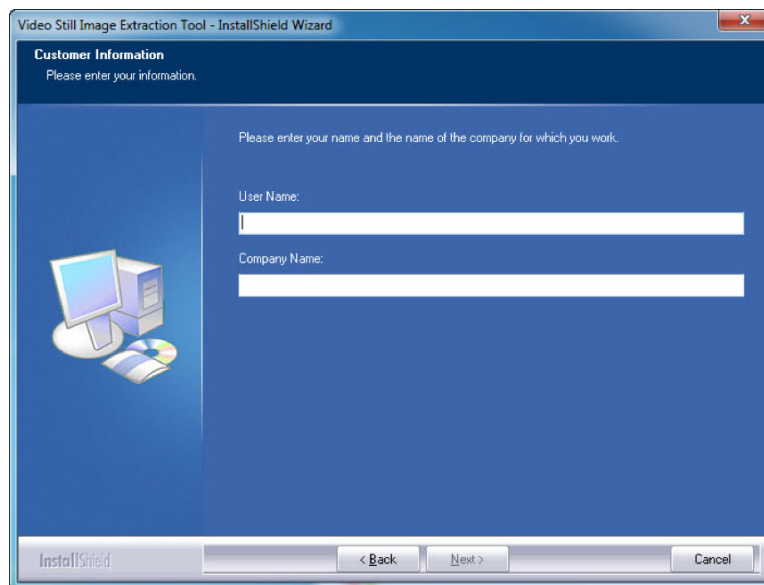 Video Still Image Extraction Tool - InstallShield Wizard
Customer Information
Please enter your information.
Please enter your name and the name of the company for which you work.
User Name:
Company Name:
InstallShield
< Back Next > Cancel